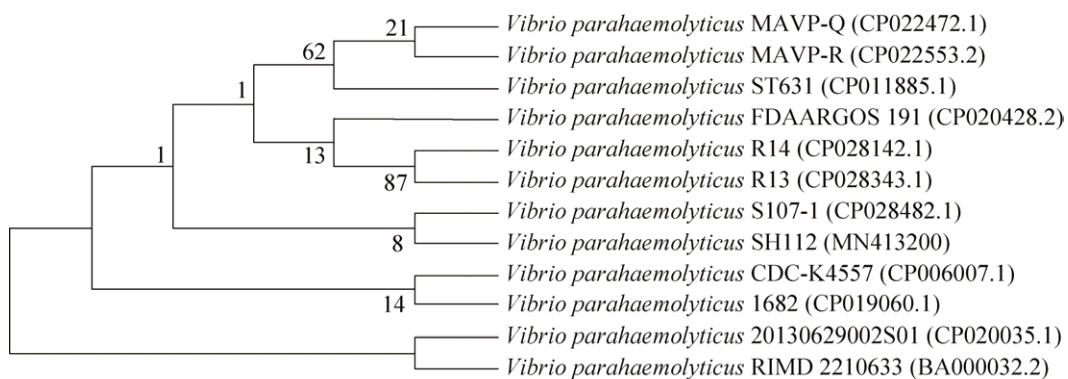 21
Vibrio parahaemolyticus MAVP-Q (CP022472.1)
62
Vibrio parahaemolyticus MAVP-R (CP022553.2)
Vibrio parahaemolyticus ST631 (CP011885.1)
1
Vibrio parahaemolyticus FDAARGOS 191 (CP020428.2)
1
13
Vibrio parahaemolyticus R14 (CP028142.1)
87
Vibrio parahaemolyticus R13 (CP028343.1)
Vibrio parahaemolyticus S107-1 (CP028482.1)
8
Vibrio parahaemolyticus SH112 (MN413200)
Vibrio parahaemolyticus CDC-K4557 (CP006007.1)
14
Vibrio parahaemolyticus 1682 (CP019060.1)
Vibrio parahaemolyticus 20130629002S01 (CP020035.1)
Vibrio parahaemolyticus RIMD 2210633 (BA000032.2)